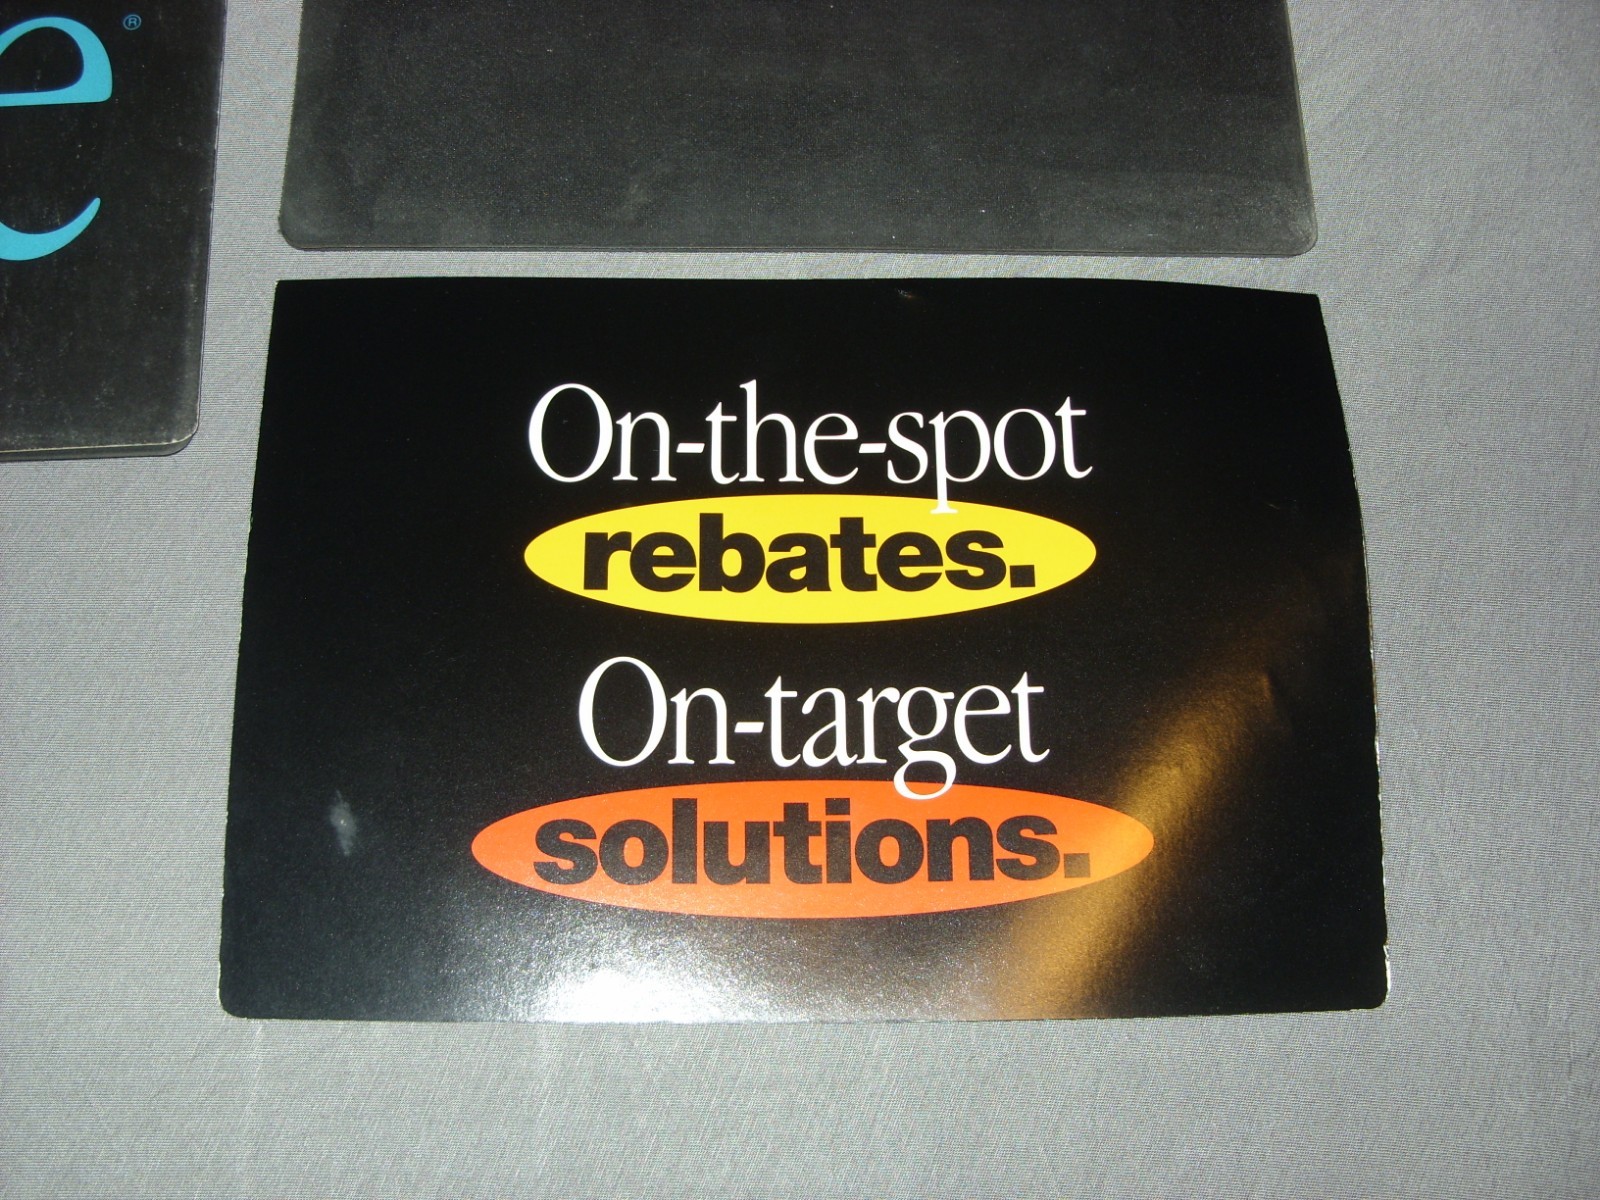 e®
On-the-spot
rebates.
On-target
solutions.